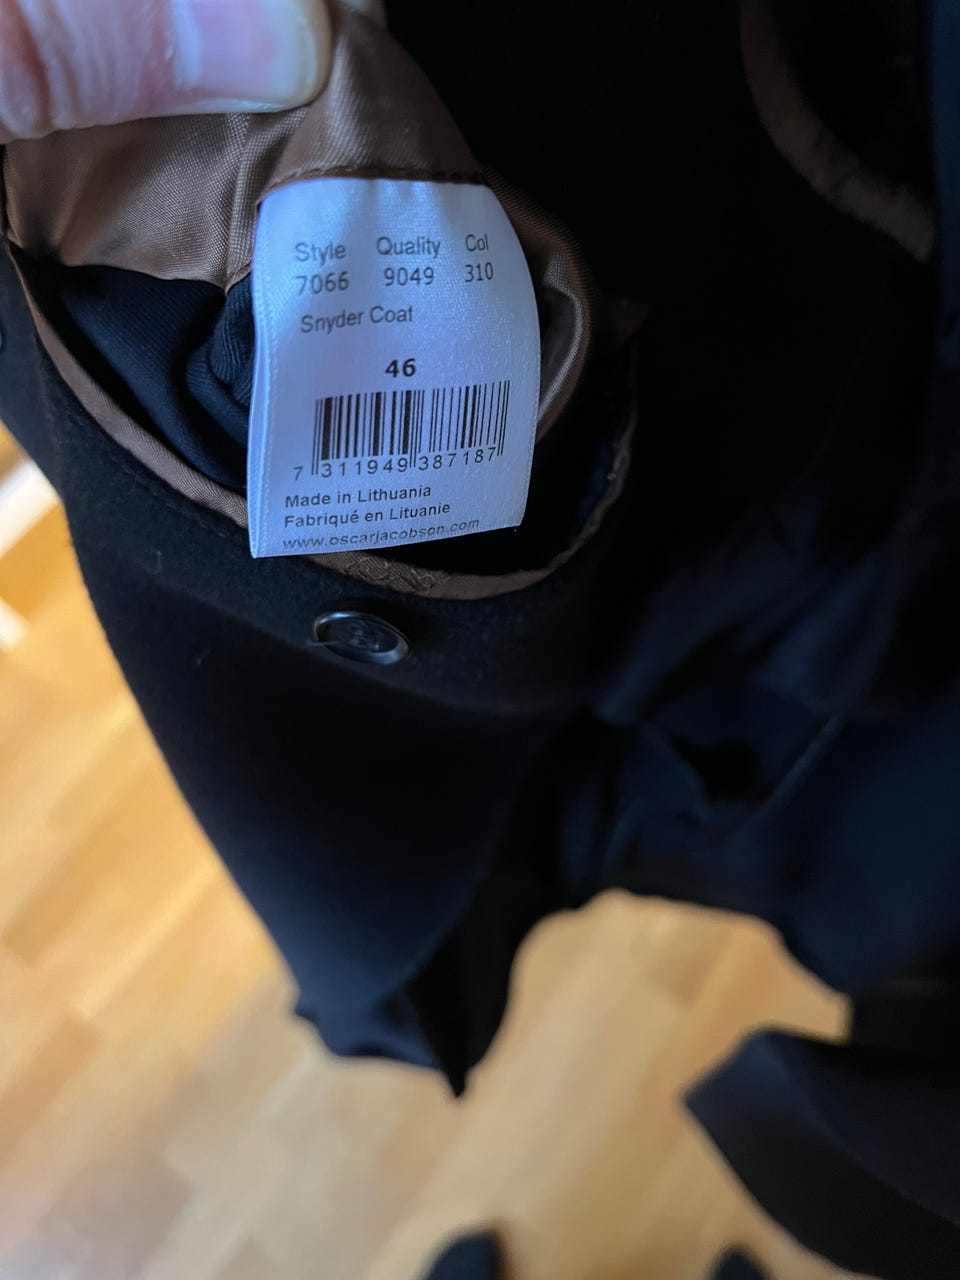 Style Quality Col
7066 9049 310
Snyder Coat
46
7 311949 387187
Made in Lithuania
Fabriqué en Lituanie
www.oscarjacobson.com